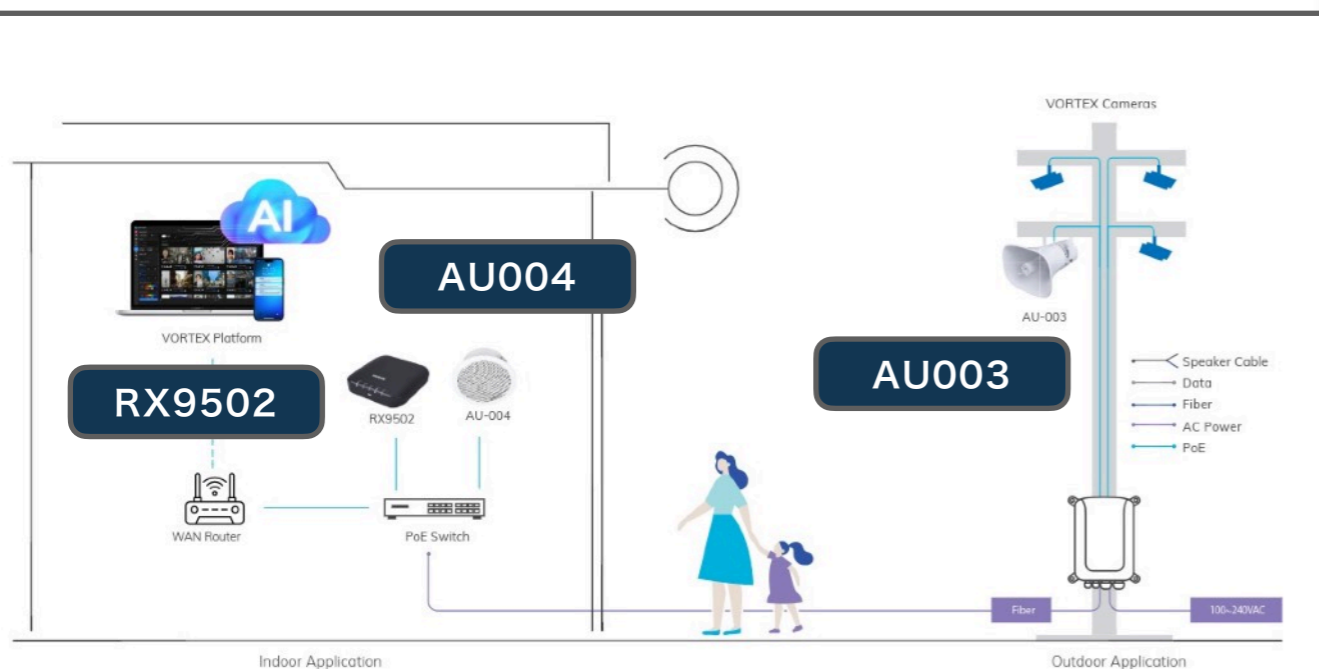 VORTEX Cameras
AI
AU004
VORTEX Platform
AU-003
RX9502
AU003
RX9502
AU-004
Speaker Cable
Data
Fiber
AC Power
PoE
WAN Router
PoE Switch
Fiber
100~240VAC
Indoor Application
Outdoor Application